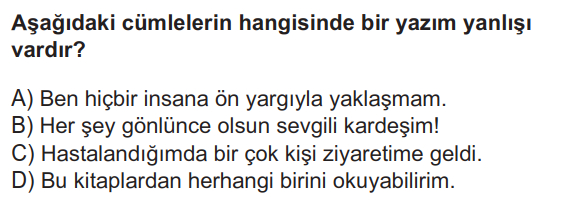 Aşağıdaki cümlelerin hangisinde bir yazım yanlışı
vardır?
A) Ben hiçbir insana ön yargıyla yaklaşmam.
B) Her şey gönlünce olsun sevgili kardeşim!
C) Hastalandığımda bir çok kişi ziyaretime geldi.
D) Bu kitaplardan herhangi birini okuyabilirim.